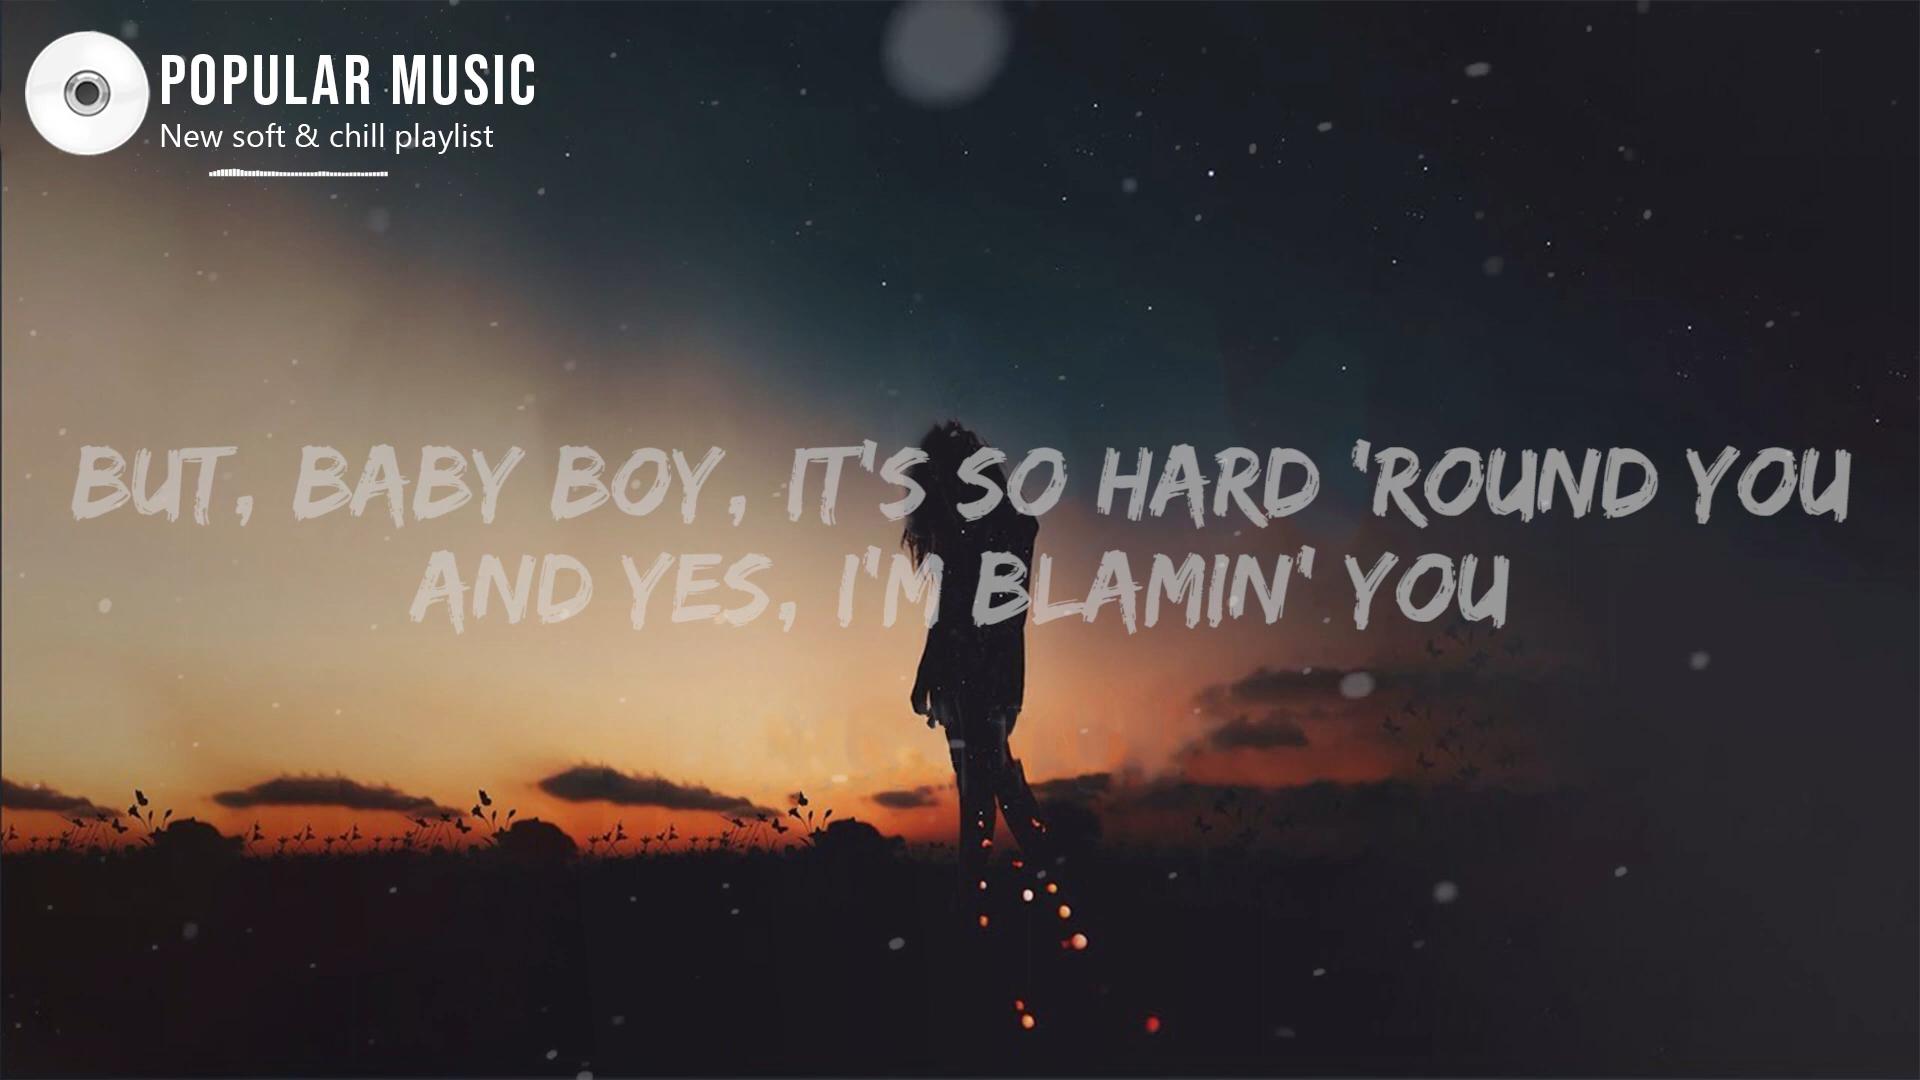 POPULAR MUSIC
New soft & chill playlist
BUT, BABY BOY, IT'S SO HARD 'ROUND YOU
AND YES, I'M BLAMIN' YOU